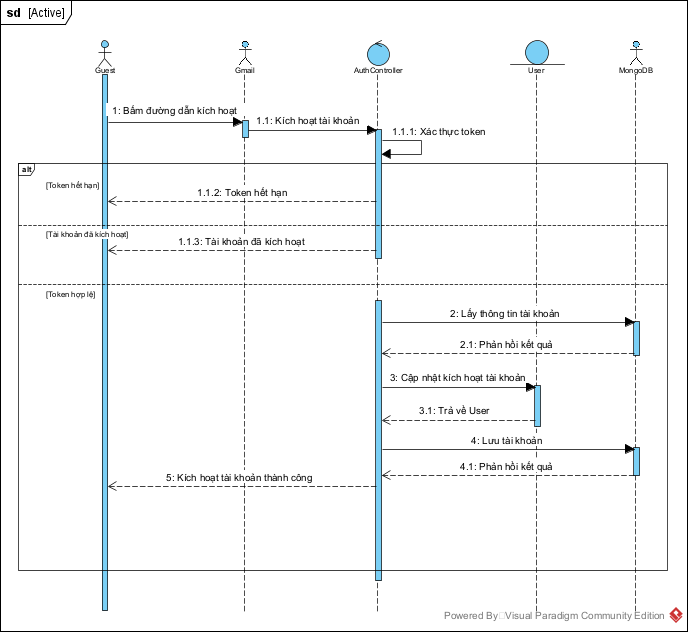 sd [Active]
Guest
Gmail
AuthController
User
MongoDB
1: Bấm đường dẫn kích hoạt
1.1: Kích hoạt tài khoản
1.1.1: Xác thực token
alt
[Token hết hạn]
1.1.2: Token hết hạn
[Tài khoản đã kích hoạt]
1.1.3: Tài khoản đã kích hoạt
[Token hợp lệ]
2: Lấy thông tin tài khoản
2.1: Phản hồi kết quả
3: Cập nhật kích hoạt tài khoản
3.1: Trả về User
4: Lưu tài khoản
4.1: Phản hồi kết quả
5: Kích hoạt tài khoản thành công
Powered By Visual Paradigm Community Edition